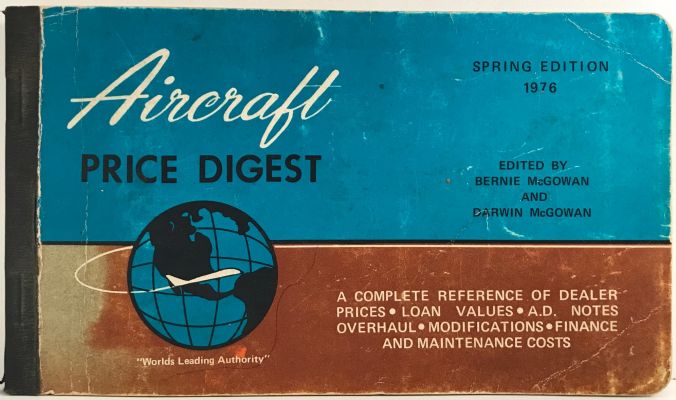 Aircraft
PRICE DIGEST
SPRING EDITION
1976
EDITED BY
BERNIE McGOWAN
AND
DARWIN McGOWAN
"Worlds Leading Authority"
A COMPLETE REFERENCE OF DEALER
PRICES • LOAN VALUES • A.D. NOTES
OVERHAUL • MODIFICATIONS • FINANCE
AND MAINTENANCE COSTS